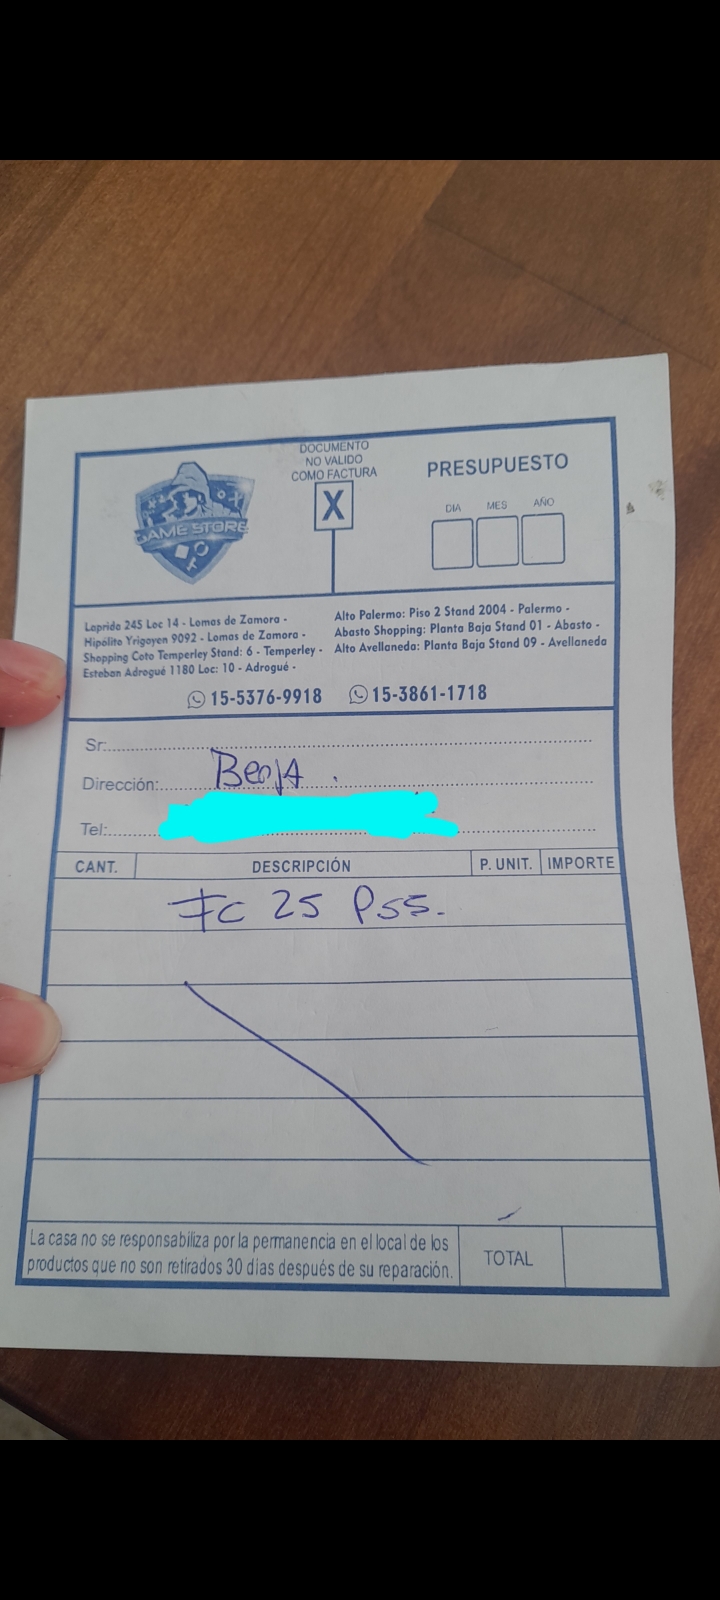 DOCUMENTO
NO VALIDO
COMO FACTURA
X
GAME STORE
PRESUPUESTO
DIA MES AÑO
Laprida 245 Loc 14 - Lomas de Zamora -
Hipólito Yrigoyen 9092 - Lomas de Zamora -
Shopping Coto Temperley Stand: 6 - Temperley -
Esteban Adrogué 1180 Loc: 10 - Adrogué -
Alto Palermo: Piso 2 Stand 2004 - Palermo -
Abasto Shopping: Planta Baja Stand 01 - Abasto -
Alto Avellaneda: Planta Baja Stand 09 - Avellaneda
15-5376-9918 15-3861-1718
Sr:
Dirección: Benja.
Tel:
CANT. DESCRIPCIÓN P. UNIT. IMPORTE
FC 25 PS5.
La casa no se responsabiliza por la permanencia en el local de los
productos que no son retirados 30 días después de su reparación.
TOTAL